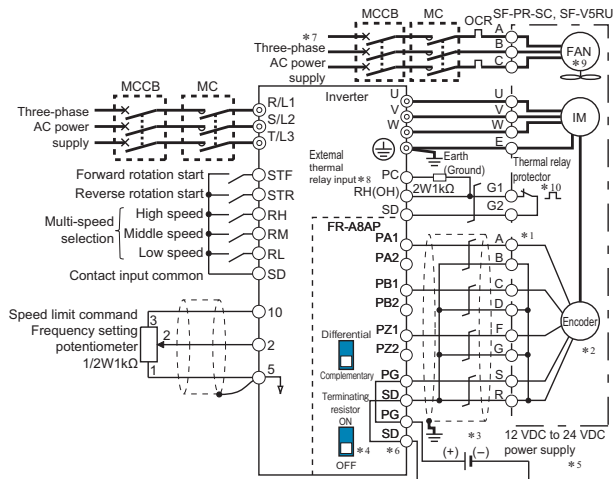 MCCB MC OCR SF-PR-SC, SF-V5RU
*7
Three-phase
AC power
supply
A
B
C
FAN
*9
MCCB MC
Three-phase
AC power
supply
R/L1
S/L2
T/L3
Inverter
U
V
W
U
V
W
E
IM
Earth
(Ground)
External
thermal
relay input *8
PC
RH(OH)
SD
2W1kΩ
G1
G2
Thermal relay
protector
*10
Forward rotation start
Reverse rotation start
Multi-speed
selection
High speed
Middle speed
Low speed
Contact input common
STF
STR
RH
RM
RL
SD
Speed limit command
Frequency setting
potentiometer
1/2W1kΩ
3
2
1
10
2
5
FR-A8AP
PA1
PA2
PB1
PB2
PZ1
PZ2
PG
SD
PG
SD
Differential
Complementary
Terminating
resistor
ON
OFF
*4
*6
A
B
C
D
F
G
S
R
*1
Encoder
*2
*3
(+) (−)
12 VDC to 24 VDC
power supply
*5